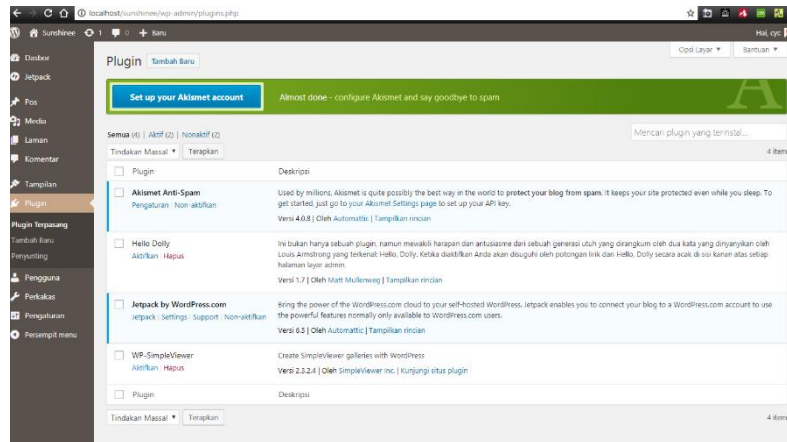 localhost/sunshinee/wp-admin/plugins.php
Sunshinee 1 0 + Baru
Hai, cyc
Opsi Layar Bantuan
Dasbor
Jetpack
Pos
Media
Laman
Komentar
Tampilan
Plugin
Plugin Terpasang
Tambah Baru
Penyunting
Pengguna
Perkakas
Pengaturan
Persempit menu
Plugin Tambah Baru
Set up your Akismet account
Almost done - configure Akismet and say goodbye to spam
Semua (4) | Aktif (2) | Nonaktif (2)
Mencari plugin yang terinstal...
Tindakan Massal Terapkan
4 item
Plugin Deskripsi
Akismet Anti-Spam
Pengaturan | Non-aktifkan
Used by millions, Akismet is quite possibly the best way in the world to protect your blog from spam. It keeps your site protected even while you sleep. To
get started, just go to your Akismet Settings page to set up your API key.
Versi 4.0.8 | Oleh Automattic | Tampilkan rincian
Hello Dolly
Aktifkan | Hapus
Ini bukan hanya sebuah plugin, namun mewakili harapan dan antusiasme dari sebuah generasi utuh yang dirangkum oleh dua kata yang dinyanyikan oleh
Louis Armstrong yang terkenal: Hello, Dolly. Ketika diaktifkan Anda akan disuguhi oleh potongan lirik dari Hello, Dolly secara acak di sisi kanan atas setiap
halaman layar admin.
Versi 1.7 | Oleh Matt Mullenweg | Tampilkan rincian
Jetpack by WordPress.com
Jetpack | Settings | Support | Non-aktifkan
Bring the power of the WordPress.com cloud to your self-hosted WordPress. Jetpack enables you to connect your blog to a WordPress.com account to use
the powerful features normally only available to WordPress.com users.
Versi 6.5 | Oleh Automattic | Tampilkan rincian
WP-SimpleViewer
Aktifkan | Hapus
Create SimpleViewer galleries with WordPress
Versi 2.3.2.4 | Oleh SimpleViewer Inc. | Kunjungi situs plugin
Plugin Deskripsi
Tindakan Massal Terapkan
4 item